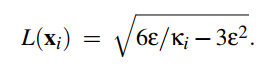 L(xᵢ) = √6ε/κᵢ − 3ε².